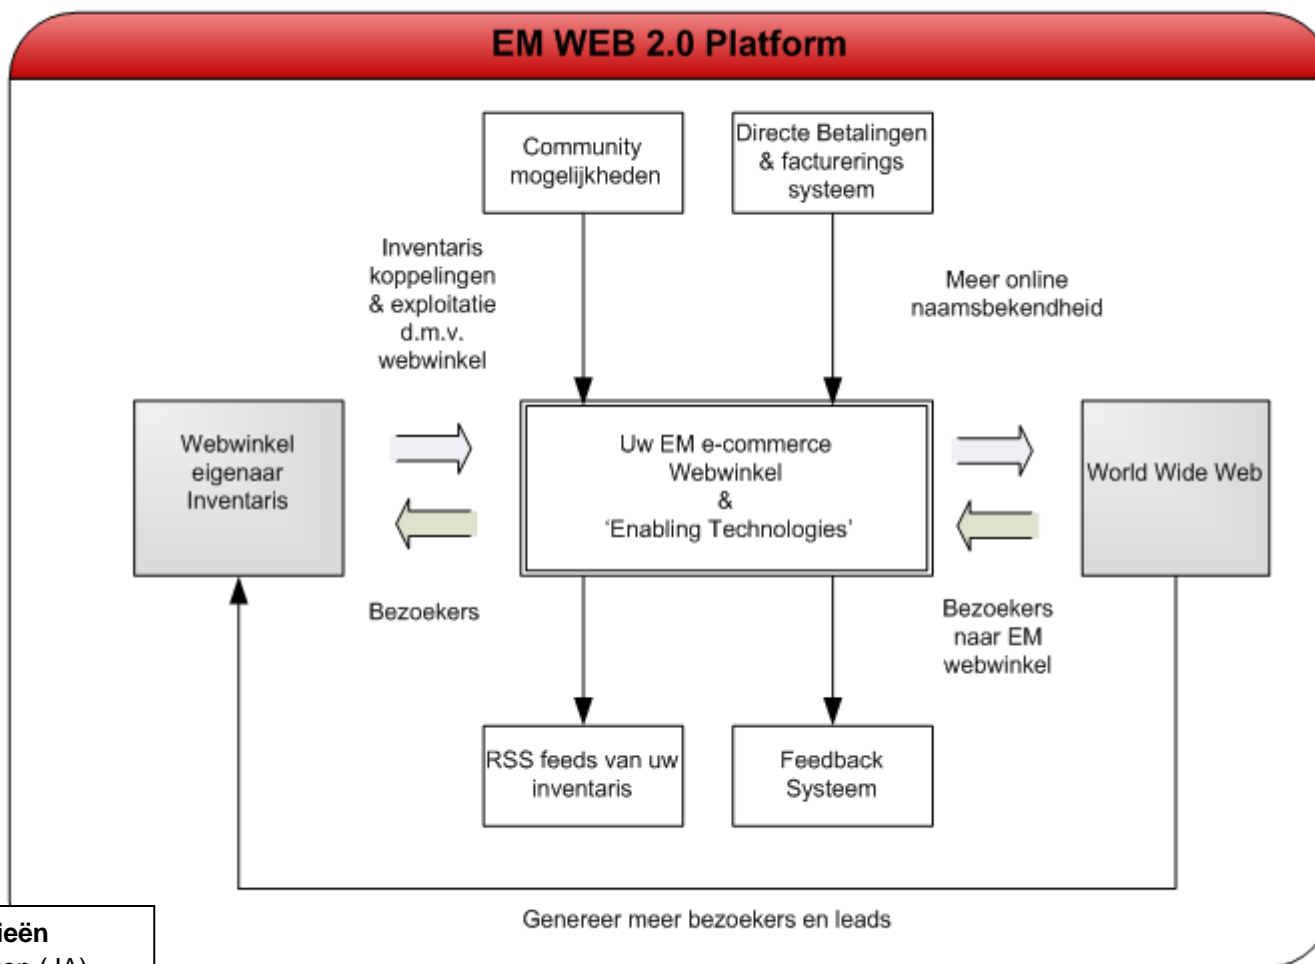 EM WEB 2.0 Platform
Community
mogelijkheden
Directe Betalingen
& facturerings
systeem
Inventaris
koppelingen
& exploitatie
d.m.v.
webwinkel
Meer online
naamsbekendheid
Webwinkel
eigenaar
Inventaris
Uw EM e-commerce
Webwinkel
&
‘Enabling Technologies’
World Wide Web
Bezoekers
Bezoekers
naar EM
webwinkel
RSS feeds van uw
inventaris
Feedback
Systeem
Genereer meer bezoekers en leads